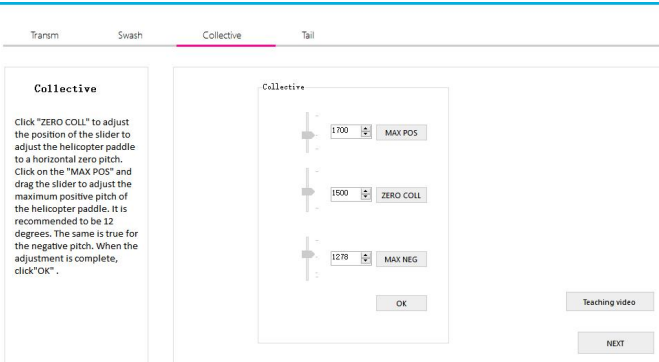 Transm Swash Collective Tail
Collective
Click "ZERO COLL" to adjust
the position of the slider to
adjust the helicopter paddle
to a horizontal zero pitch.
Click on the "MAX POS" and
drag the slider to adjust the
maximum positive pitch of
the helicopter paddle. It is
recommended to be 12
degrees. The same is true for
the negative pitch. When the
adjustment is complete,
click"OK" .
Collective
1700 MAX POS
1500 ZERO COLL
1278 MAX NEG
OK
Teaching video
NEXT